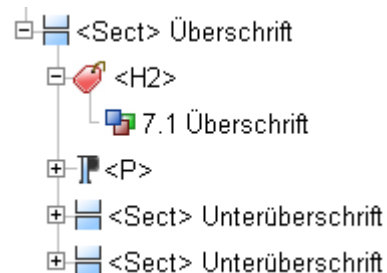 <Sect> Überschrift
<H2>
7.1 Überschrift
<P>
<Sect> Unterüberschrift
<Sect> Unterüberschrift